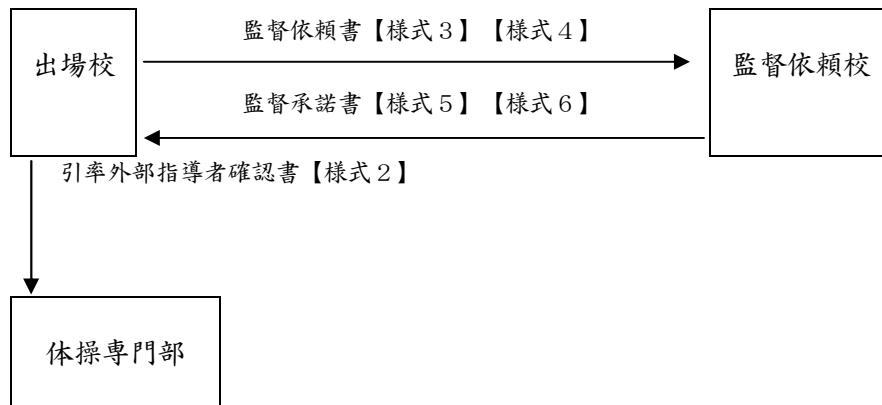 監督依頼書【様式３】【様式４】
出場校
監督依頼校
監督承諾書【様式５】【様式６】
引率外部指導者確認書【様式２】
体操専門部